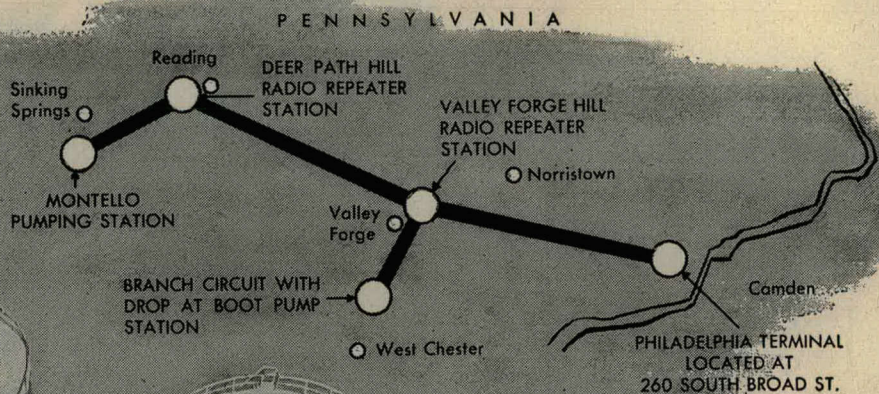 PENNSYLVANIA
Reading
DEER PATH HILL
RADIO REPEATER
STATION
Sinking
Springs
VALLEY FORGE HILL
RADIO REPEATER
STATION
Norristown
MONTELLO
PUMPING STATION
Valley
Forge
BRANCH CIRCUIT WITH
DROP AT BOOT PUMP
STATION
Camden
West Chester
PHILADELPHIA TERMINAL
LOCATED AT
260 SOUTH BROAD ST.